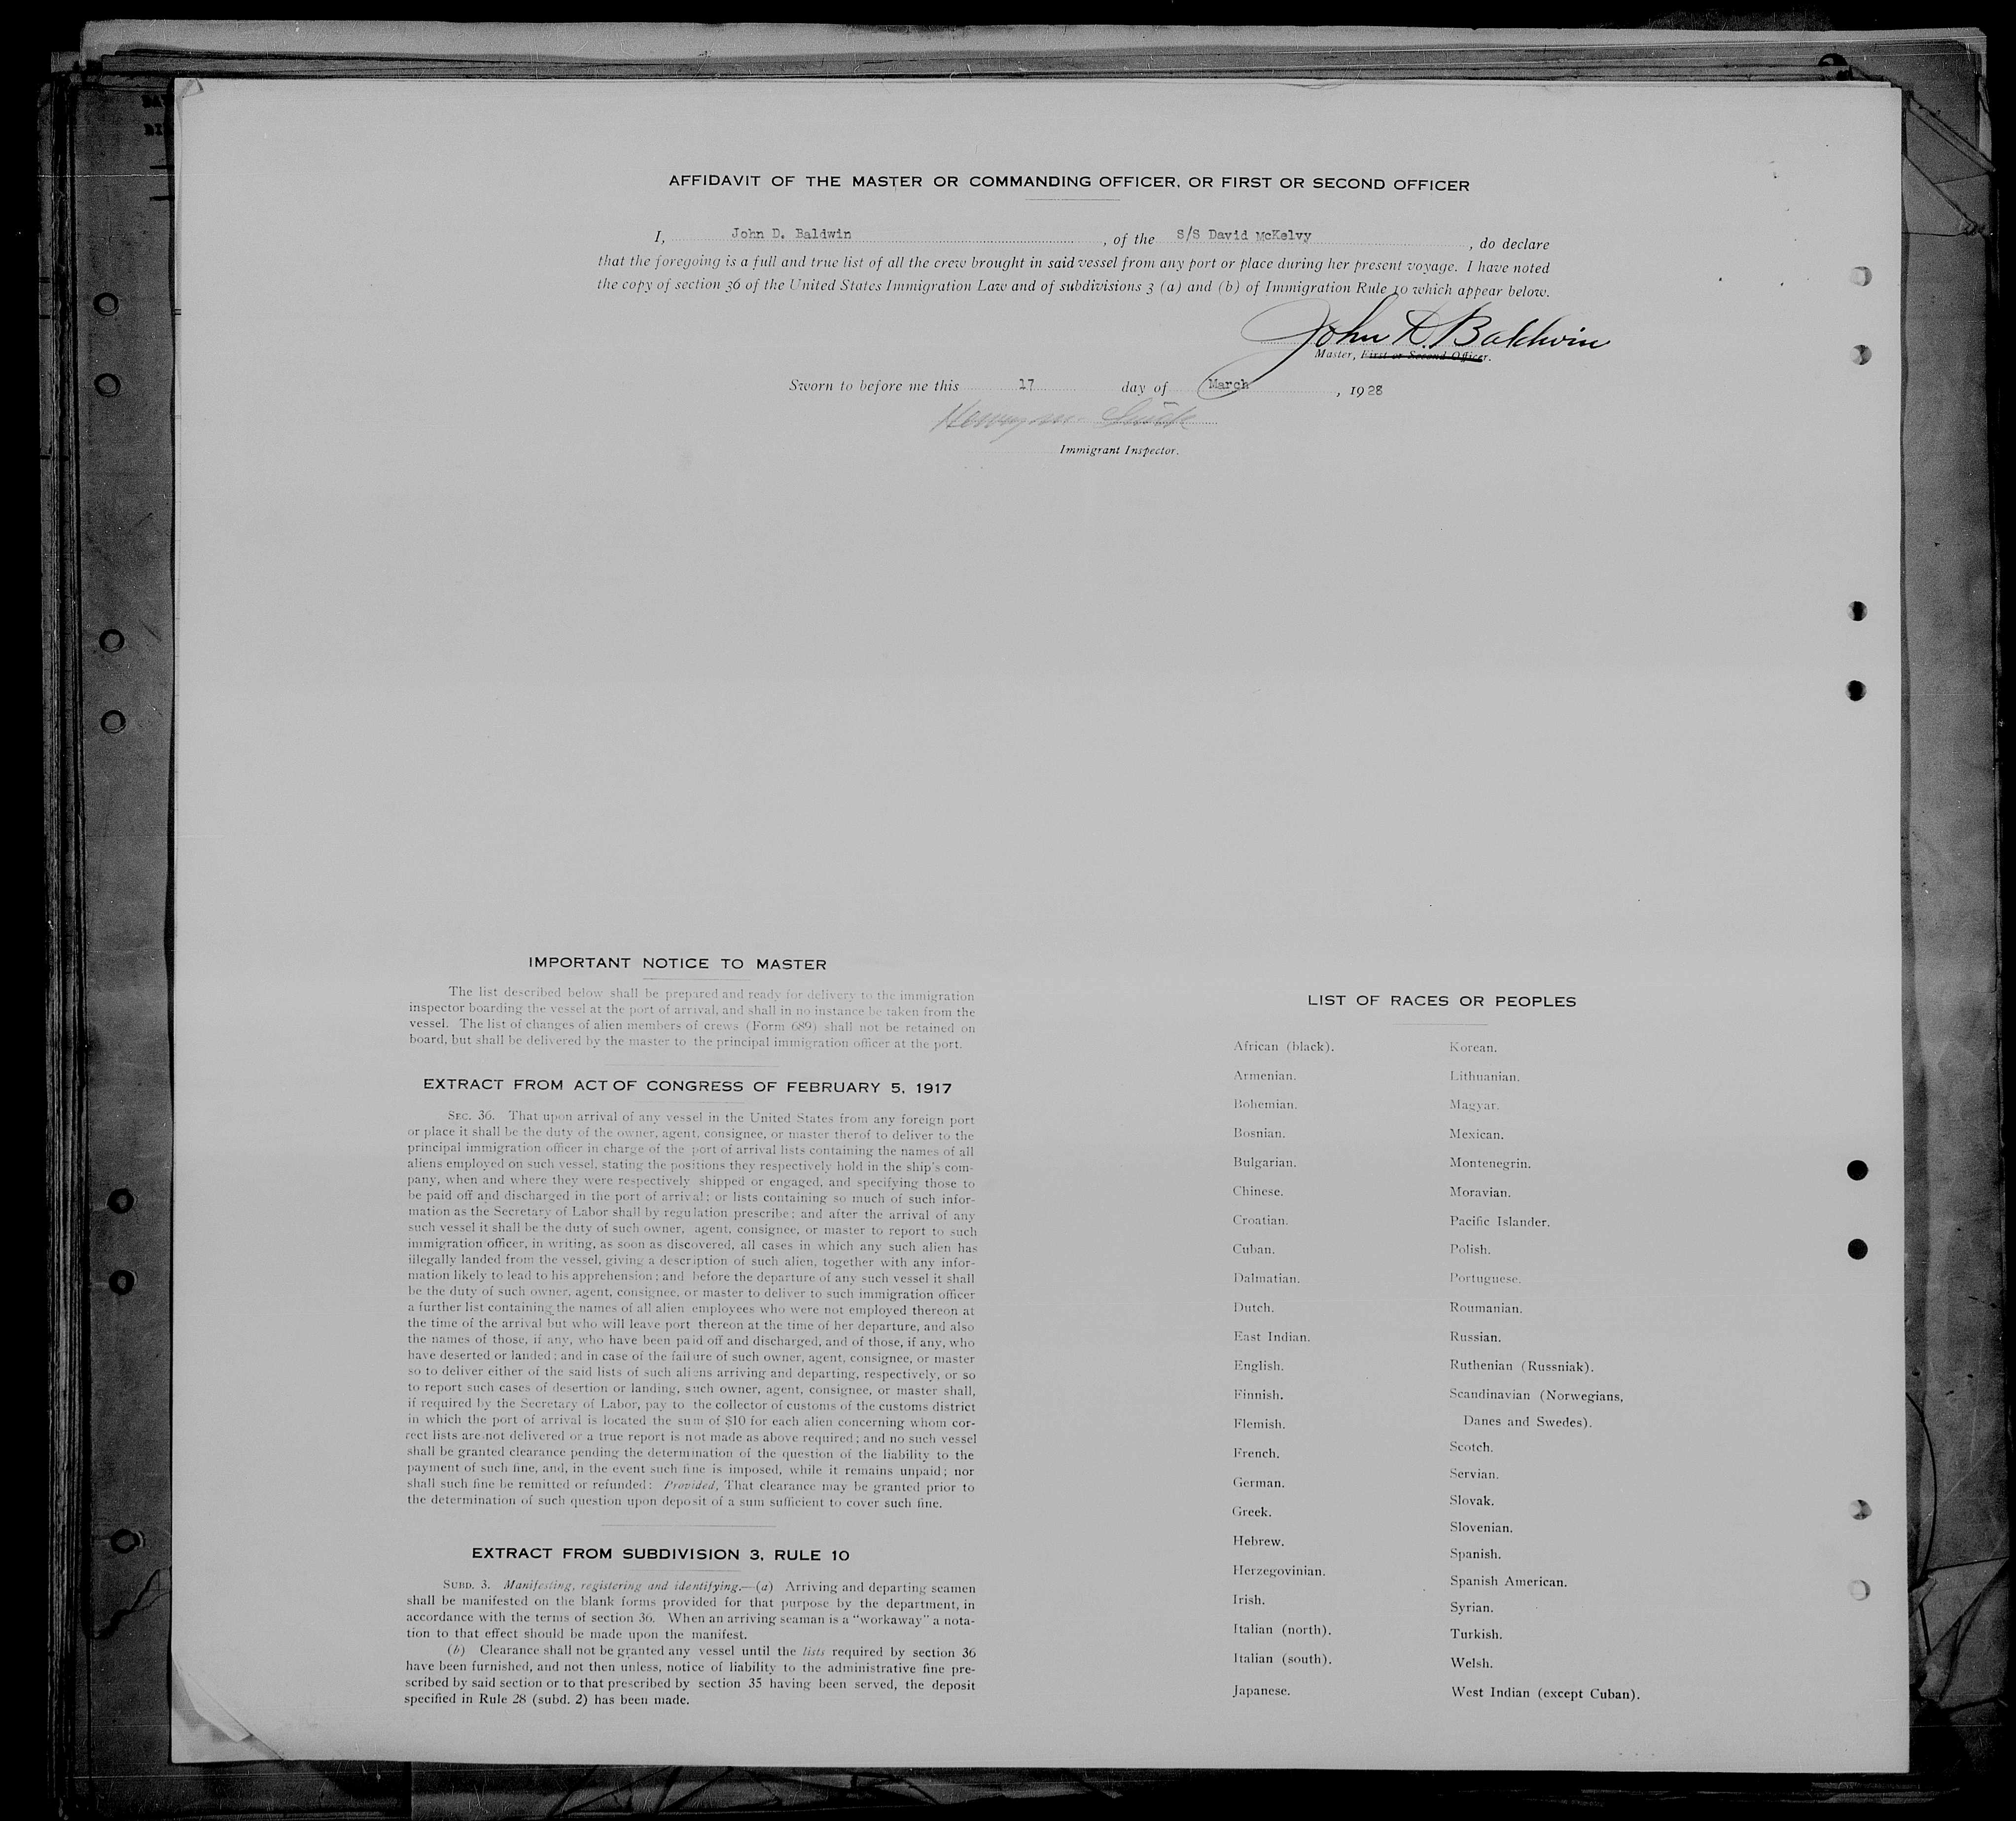 AFFIDAVIT OF THE MASTER OR COMMANDING OFFICER, OR FIRST OR SECOND OFFICER
I, John D. Baldwin , of the S/S David McKelvy , do declare
that the foregoing is a full and true list of all the crew brought in said vessel from any port or place during her present voyage. I have noted
the copy of section 36 of the United States Immigration Law and of subdivisions 3 (a) and (b) of Immigration Rule 10 which appear below.
John D. Baldwin
Master, First or Second Officer.
Sworn to before me this 17 day of March , 1928
Immigrant Inspector.
IMPORTANT NOTICE TO MASTER
The list described below shall be prepared and ready for delivery to the immigration
inspector boarding the vessel at the port of arrival, and shall in no instance be taken from the
vessel. The list of changes of alien members of crews (Form 689) shall not be retained on
board, but shall be delivered by the master to the principal immigration officer at the port.
EXTRACT FROM ACT OF CONGRESS OF FEBRUARY 5, 1917
SEC. 36. That upon arrival of any vessel in the United States from any foreign port
or place it shall be the duty of the owner, agent, consignee, or master therof to deliver to the
principal immigration officer in charge of the port of arrival lists containing the names of all
aliens employed on such vessel, stating the positions they respectively hold in the ship's com-
pany, when and where they were respectively shipped or engaged, and specifying those to
be paid off and discharged in the port of arrival; or lists containing so much of such infor-
mation as the Secretary of Labor shall by regulation prescribe; and after the arrival of any
such vessel it shall be the duty of such owner, agent, consignee, or master to report to such
immigration officer, in writing, as soon as discovered, all cases in which any such alien has
illegally landed from the vessel, giving a description of such alien, together with any infor-
mation likely to lead to his apprehension; and before the departure of any such vessel it shall
be the duty of such owner, agent, consignee, or master to deliver to such immigration officer
a further list containing the names of all alien employees who were not employed thereon at
the time of the arrival but who will leave port thereon at the time of her departure, and also
the names of those, if any, who have been paid off and discharged, and of those, if any, who
have deserted or landed; and in case of the failure of such owner, agent, consignee, or master
so to deliver either of the said lists of such aliens arriving and departing, respectively, or so
to report such cases of desertion or landing, such owner, agent, consignee, or master shall,
if required by the Secretary of Labor, pay to the collector of customs of the customs district
in which the port of arrival is located the sum of $10 for each alien concerning whom cor-
rect lists are not delivered or a true report is not made as above required; and no such vessel
shall be granted clearance pending the determination of the question of the liability to the
payment of such fine, and, in the event such fine is imposed, while it remains unpaid; nor
shall such fine be remitted or refunded: Provided, That clearance may be granted prior to
the determination of such question upon deposit of a sum sufficient to cover such fine.
EXTRACT FROM SUBDIVISION 3, RULE 10
SUBD. 3. Manifesting, registering and identifying.—(a) Arriving and departing seamen
shall be manifested on the blank forms provided for that purpose by the department, in
accordance with the terms of section 36. When an arriving seaman is a "workaway" a nota-
tion to that effect should be made upon the manifest.
(b) Clearance shall not be granted any vessel until the lists required by section 36
have been furnished, and not then unless, notice of liability to the administrative fine pre-
scribed by said section or to that prescribed by section 35 having been served, the deposit
specified in Rule 28 (subd. 2) has been made.
LIST OF RACES OR PEOPLES
African (black).
Armenian.
Bohemian.
Bosnian.
Bulgarian.
Chinese.
Croatian.
Cuban.
Dalmatian.
Dutch.
East Indian.
English.
Finnish.
Flemish.
French.
German.
Greek.
Hebrew.
Herzegovinian.
Irish.
Italian (north).
Italian (south).
Japanese.
Korean.
Lithuanian.
Magyar.
Mexican.
Montenegrin.
Moravian.
Pacific Islander.
Polish.
Portuguese.
Roumanian.
Russian.
Ruthenian (Russniak).
Scandinavian (Norwegians,
Danes and Swedes).
Scotch.
Servian.
Slovak.
Slovenian.
Spanish.
Spanish American.
Syrian.
Turkish.
Welsh.
West Indian (except Cuban).